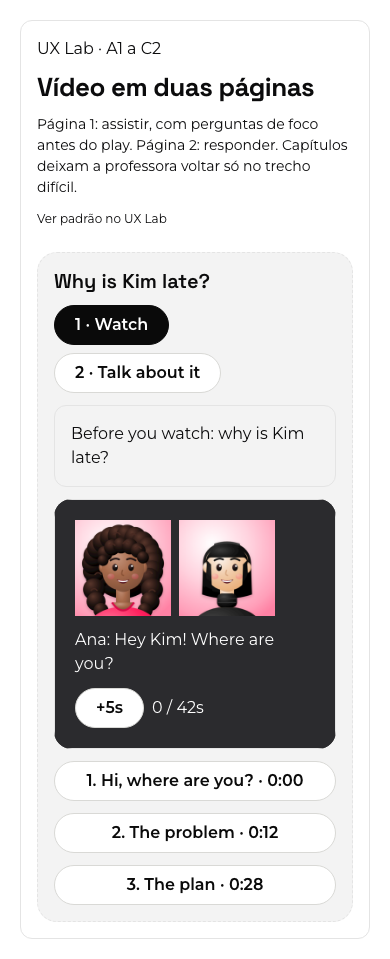 UX Lab · A1 a C2
Vídeo em duas páginas
Página 1: assistir, com perguntas de foco
antes do play. Página 2: responder. Capítulos
deixam a professora voltar só no trecho
difícil.
Ver padrão no UX Lab
Why is Kim late?
1 · Watch
2 · Talk about it
Before you watch: why is Kim
late?
Ana: Hey Kim! Where are
you?
+5s 0 / 42s
1. Hi, where are you? · 0:00
2. The problem · 0:12
3. The plan · 0:28